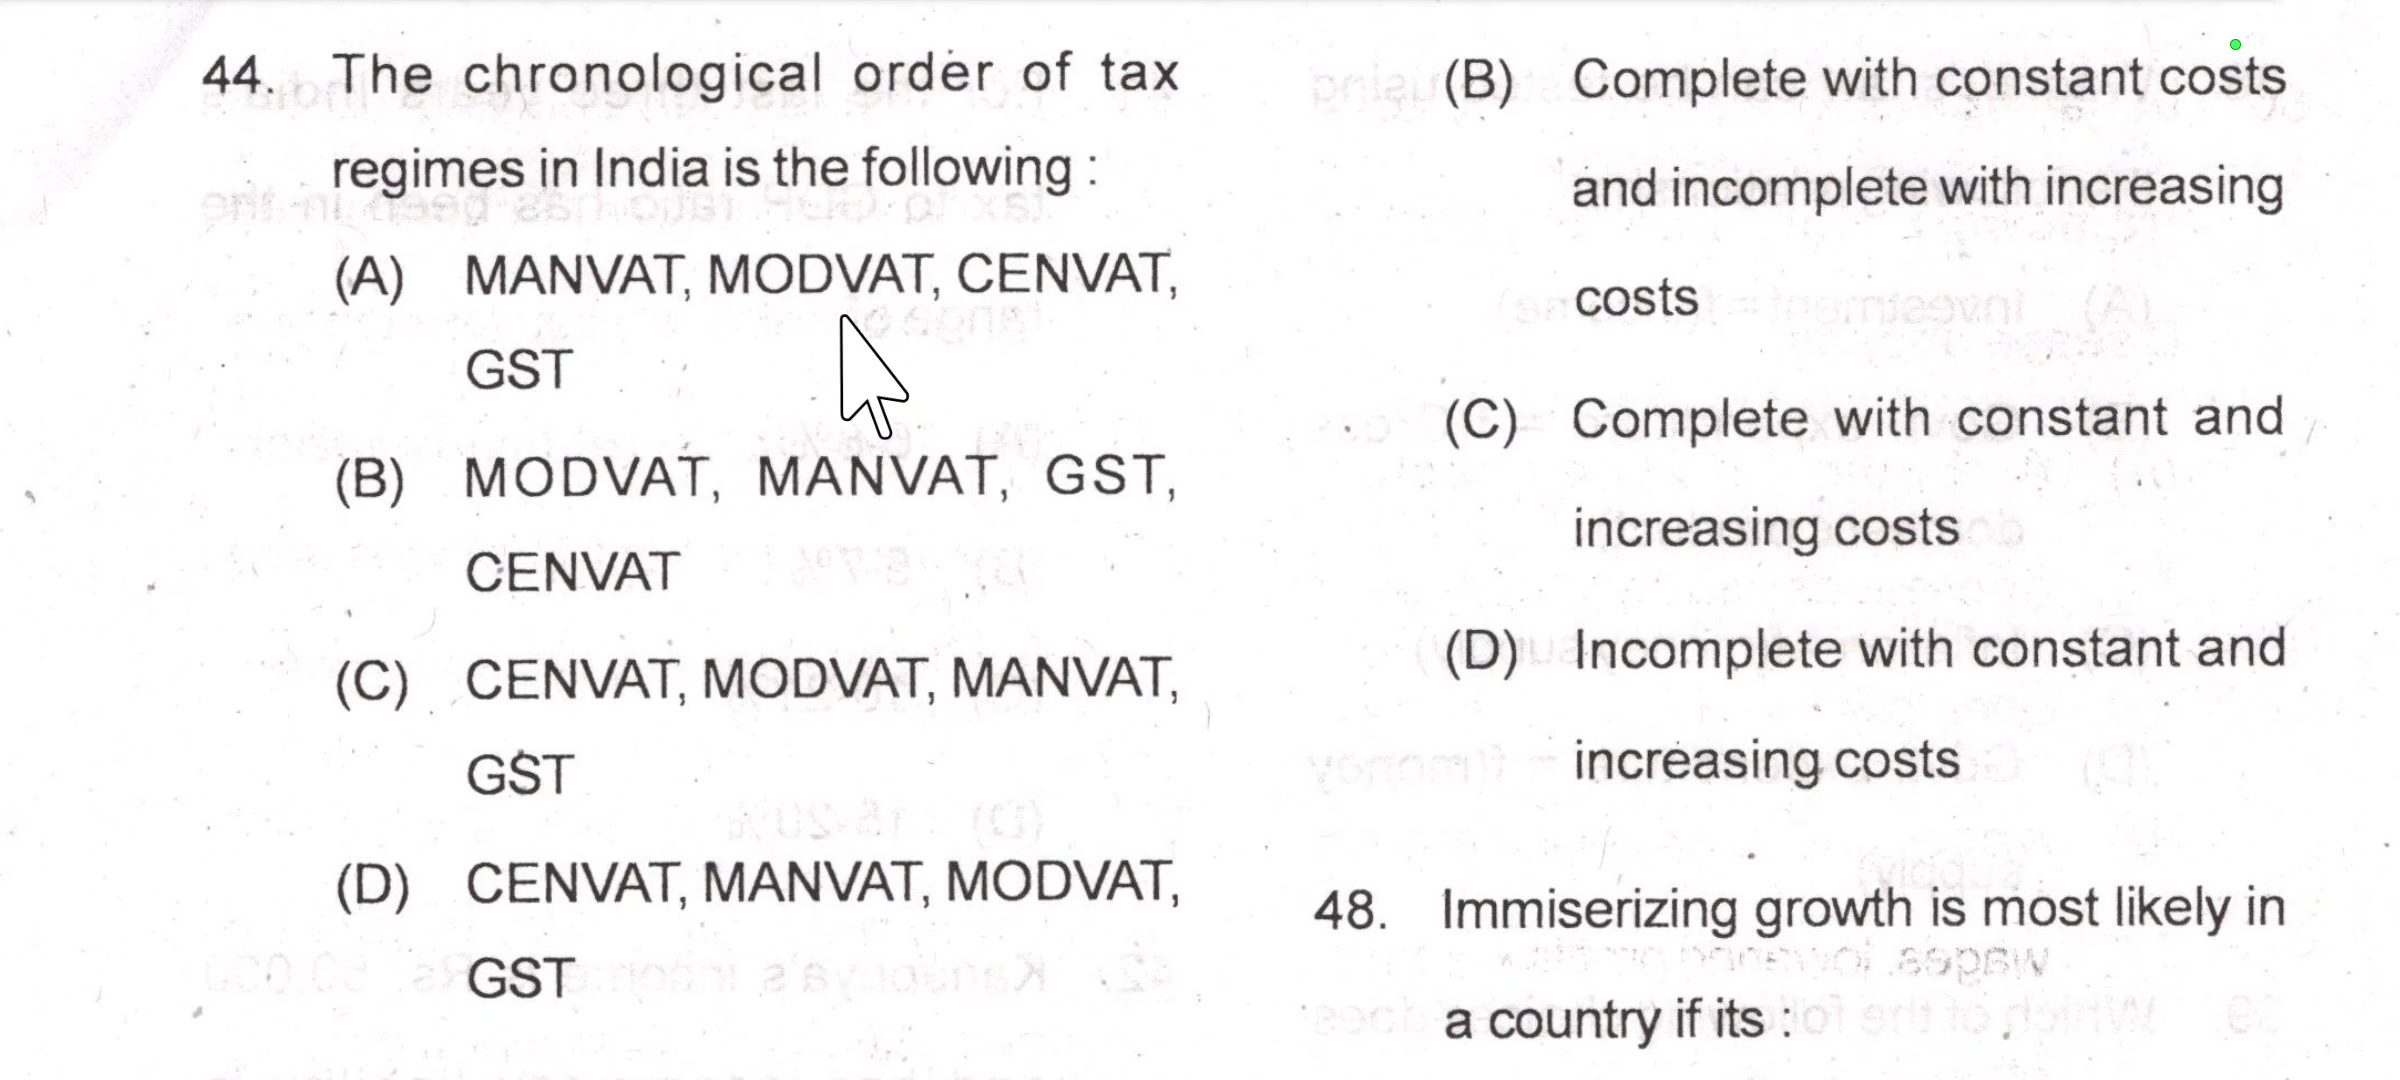 44. The chronological order of tax
regimes in India is the following :
(A) MANVAT, MODVAT, CENVAT,
GST
(B) MODVAT, MANVAT, GST,
CENVAT
(C) CENVAT, MODVAT, MANVAT,
GST
(D) CENVAT, MANVAT, MODVAT,
GST
(B) Complete with constant costs
and incomplete with increasing
costs
(C) Complete with constant and
increasing costs
(D) Incomplete with constant and
increasing costs
48. Immiserizing growth is most likely in
a country if its :